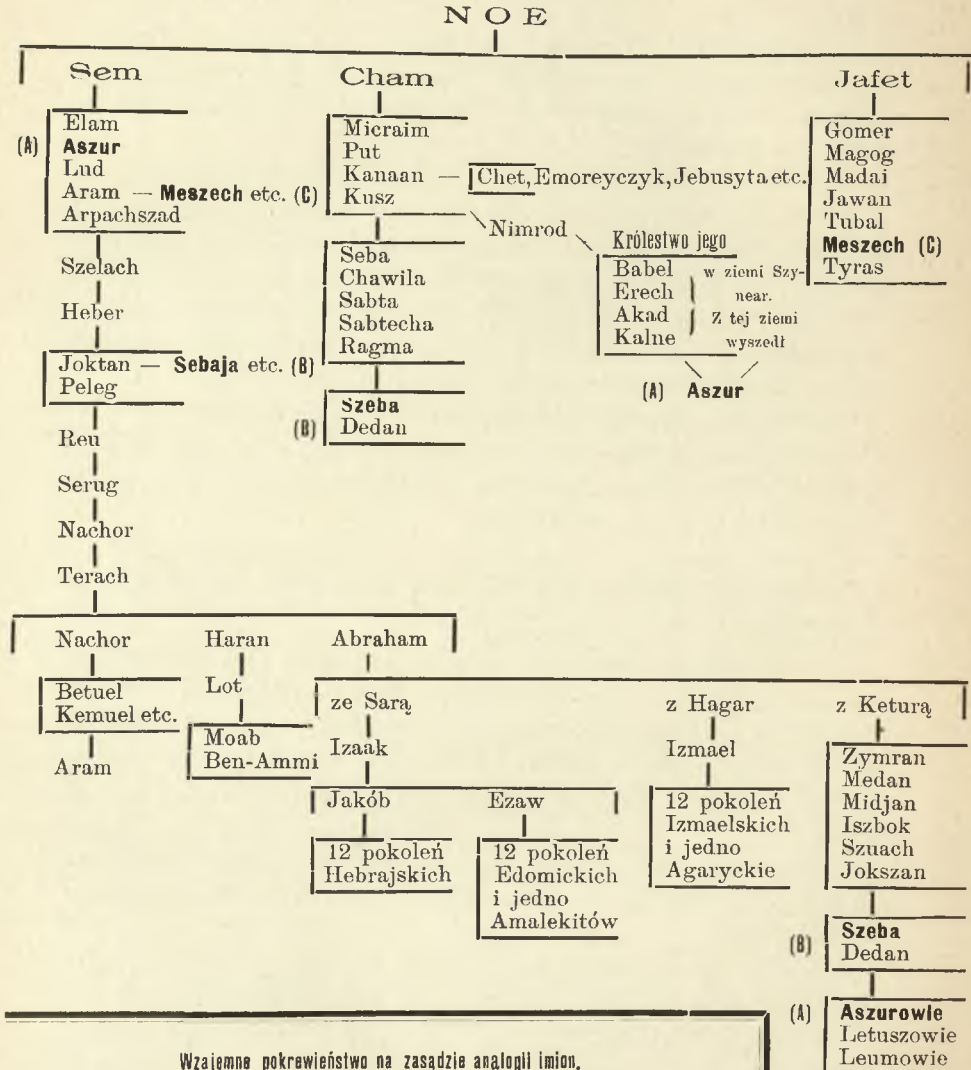 NOE
Sem
Cham
Jafet
Elam
(A) Aszur
Lud
Aram — Meszech etc. (C)
Arpachszad
Micraim
Put
Kanaan — Chet, Emoreyczyk, Jebusyta etc.
Kusz
Gomer
Magog
Madai
Jawan
Tubal
Meszech (C)
Tyras
Nimrod
Królestwo jego
Babel
Erech
Akad
Kalne
w ziemi Szy-
near.
Z tej ziemi
wyszedł
(A) Aszur
Szelach
Heber
Joktan — Sebaja etc. (B)
Peleg
Seba
Chawila
Sabta
Sabtecha
Ragma
Szeba
(B) Dedan
Reu
Serug
Nachor
Terach
Nachor
Haran
Abraham
Betuel
Kemuel etc.
Aram
Lot
Moab
Ben-Ammi
ze Sarą
z Hagar
z Keturą
Izaak
Izmael
Jakób
Ezaw
12 pokoleń
Hebrajskich
12 pokoleń
Edomickich
i jedno
Amalekitów
12 pokoleń
Izmaelskich
i jedno
Agaryckie
Zymran
Medan
Midjan
Iszbok
Szuach
Jokszan
Szeba
(B) Dedan
(A) Aszurowie
Letuszowie
Leumowie
Wzajemne pokrewieństwo na zasądzie analogii imion.